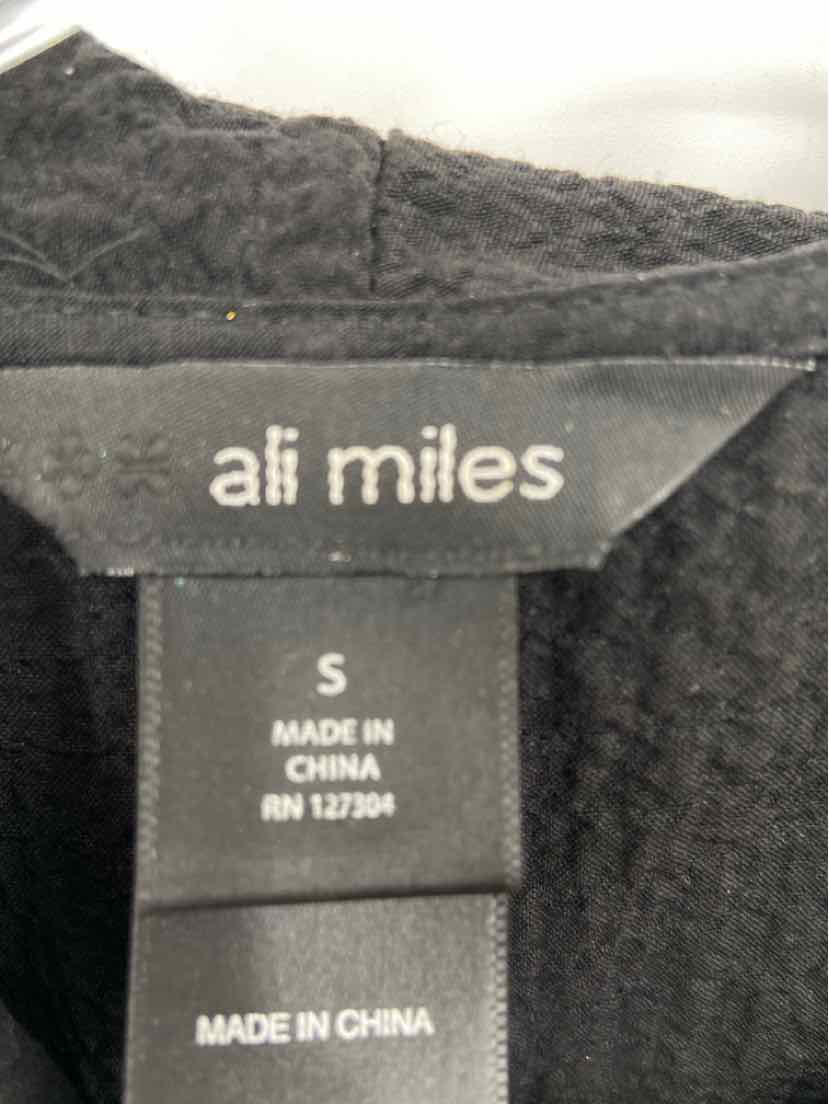 ali miles
S
MADE IN
CHINA
RN 127304
MADE IN CHINA